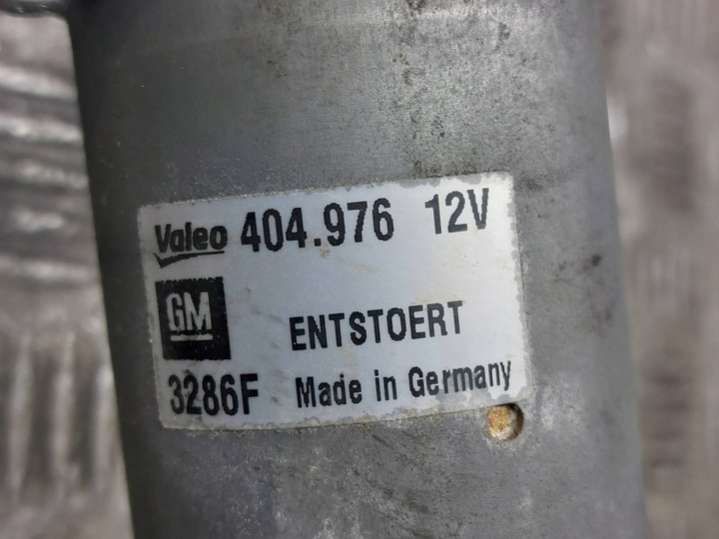 Valeo 404.976 12V
GM ENTSTOERT
3286F Made in Germany